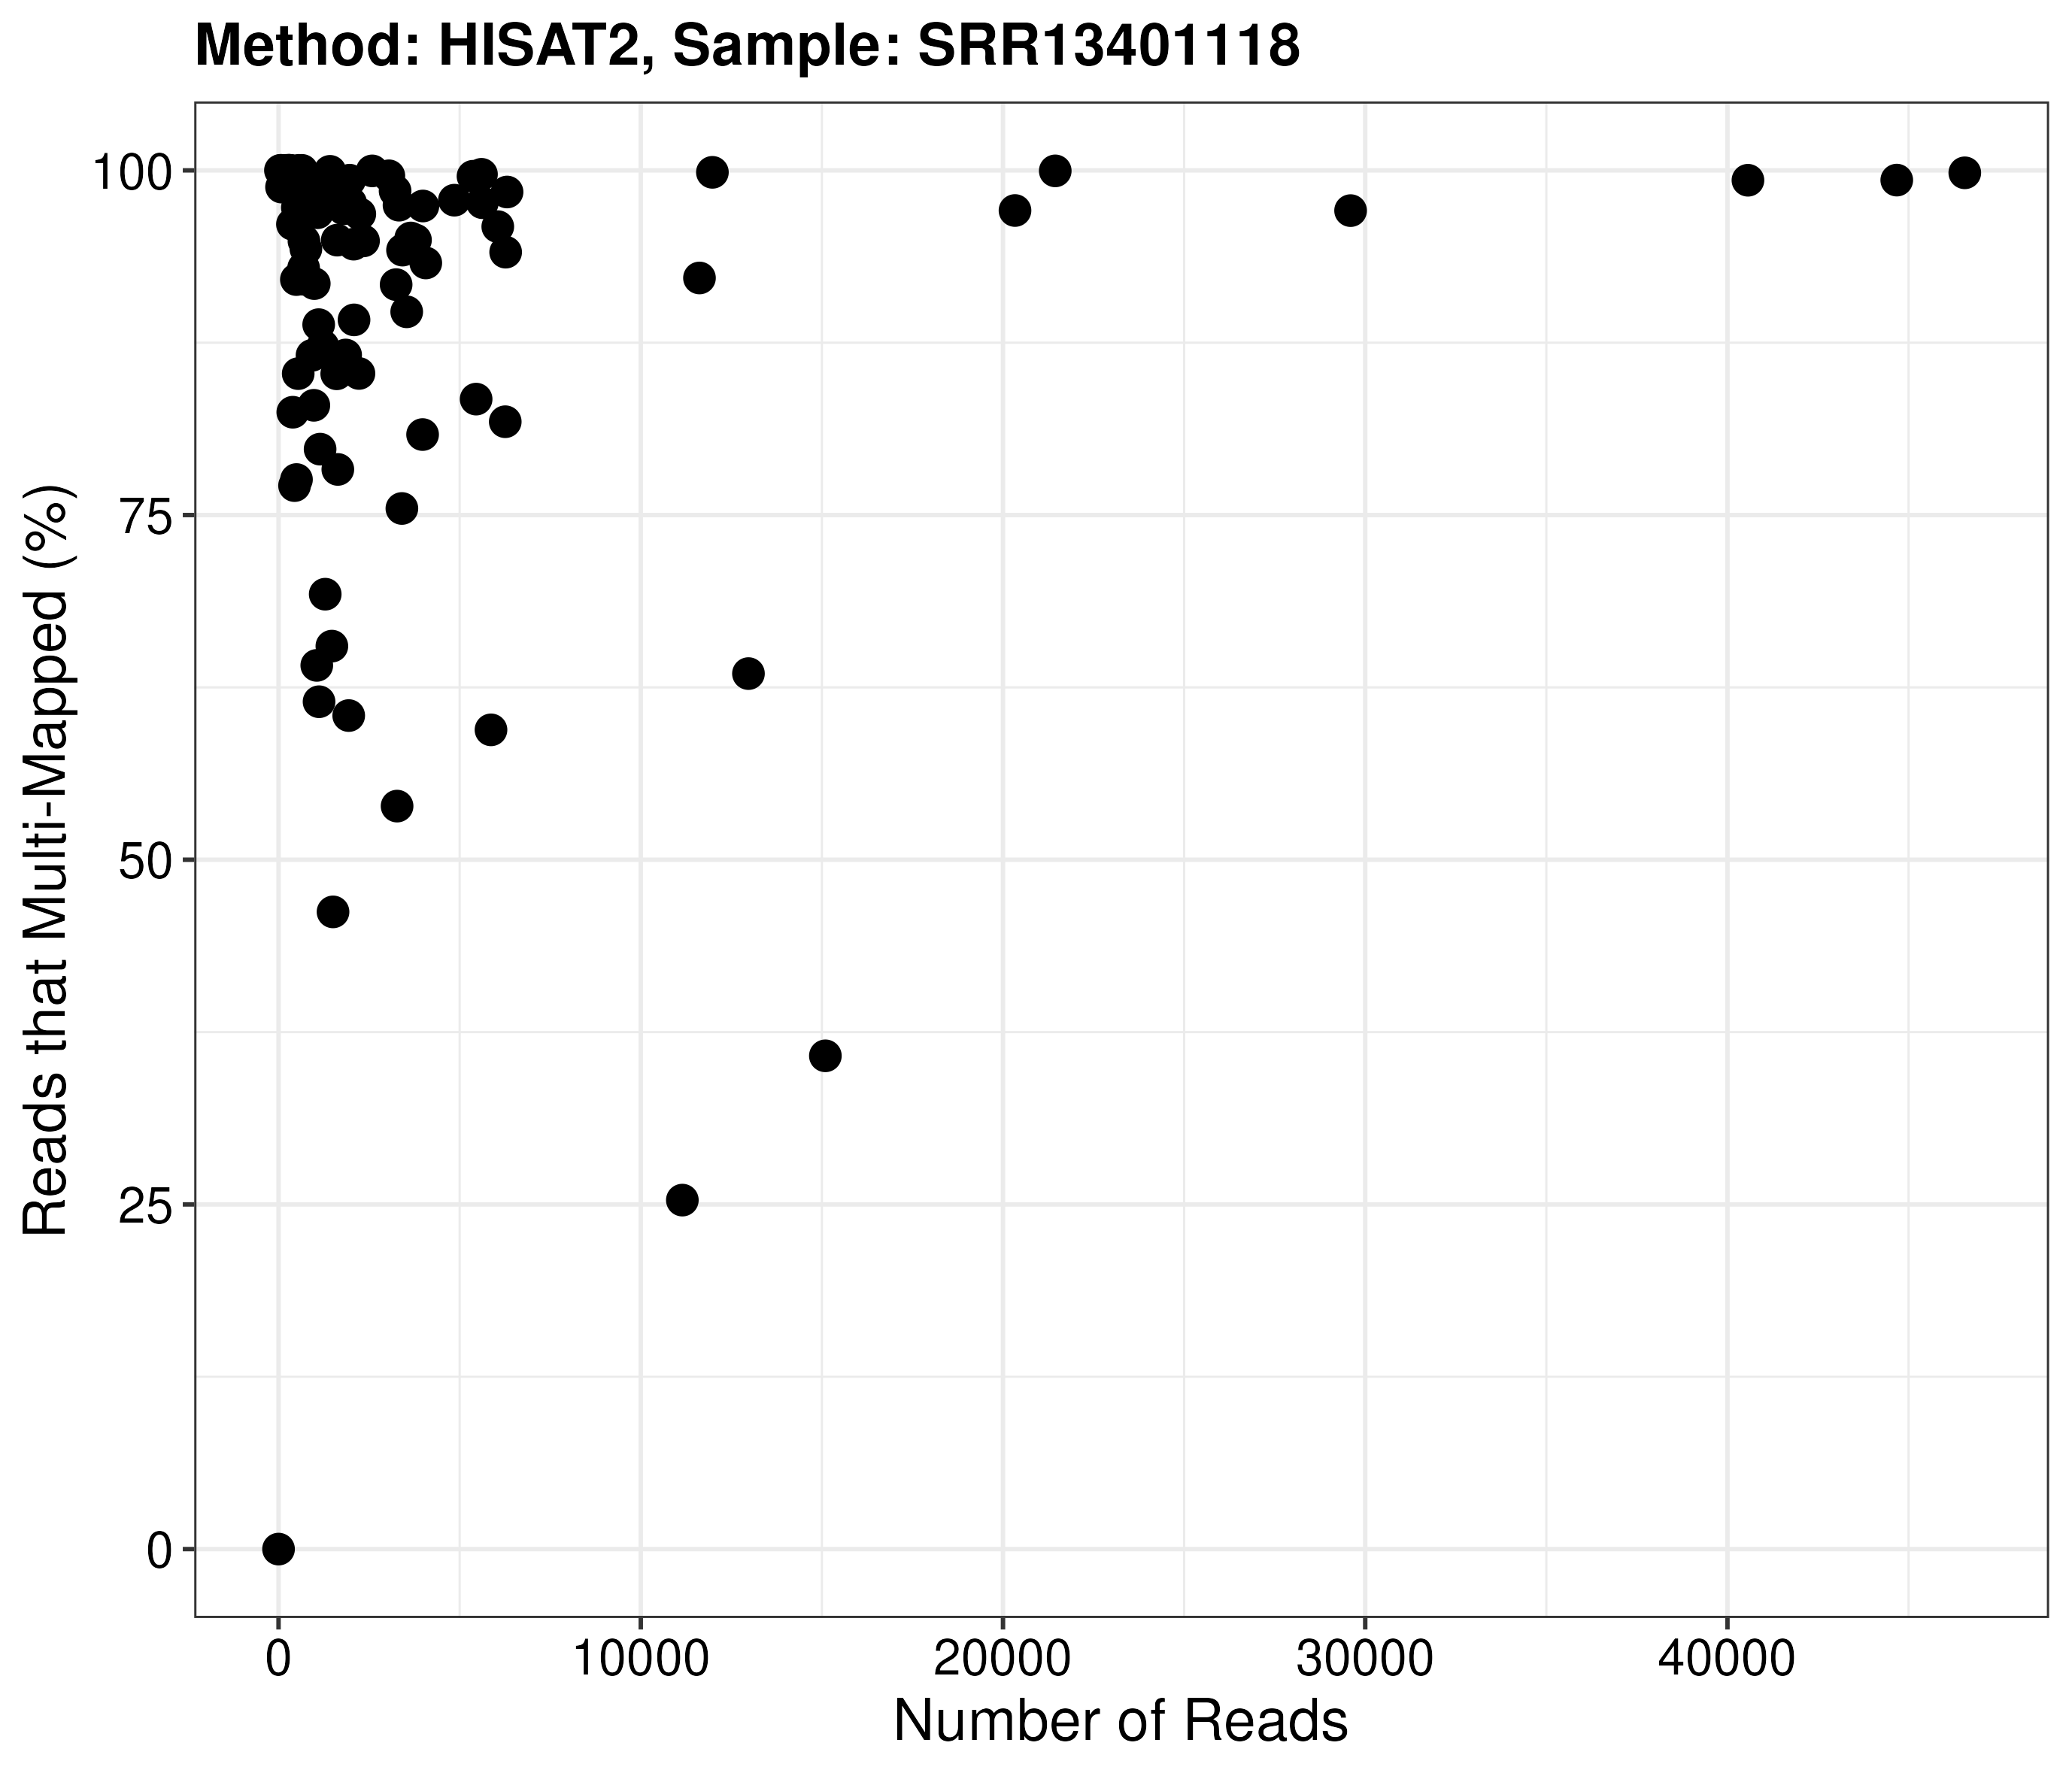 Method: HISAT2, Sample: SRR13401118
Reads that Multi-Mapped (%)
100
75
50
25
0
0 10000 20000 30000 40000
Number of Reads